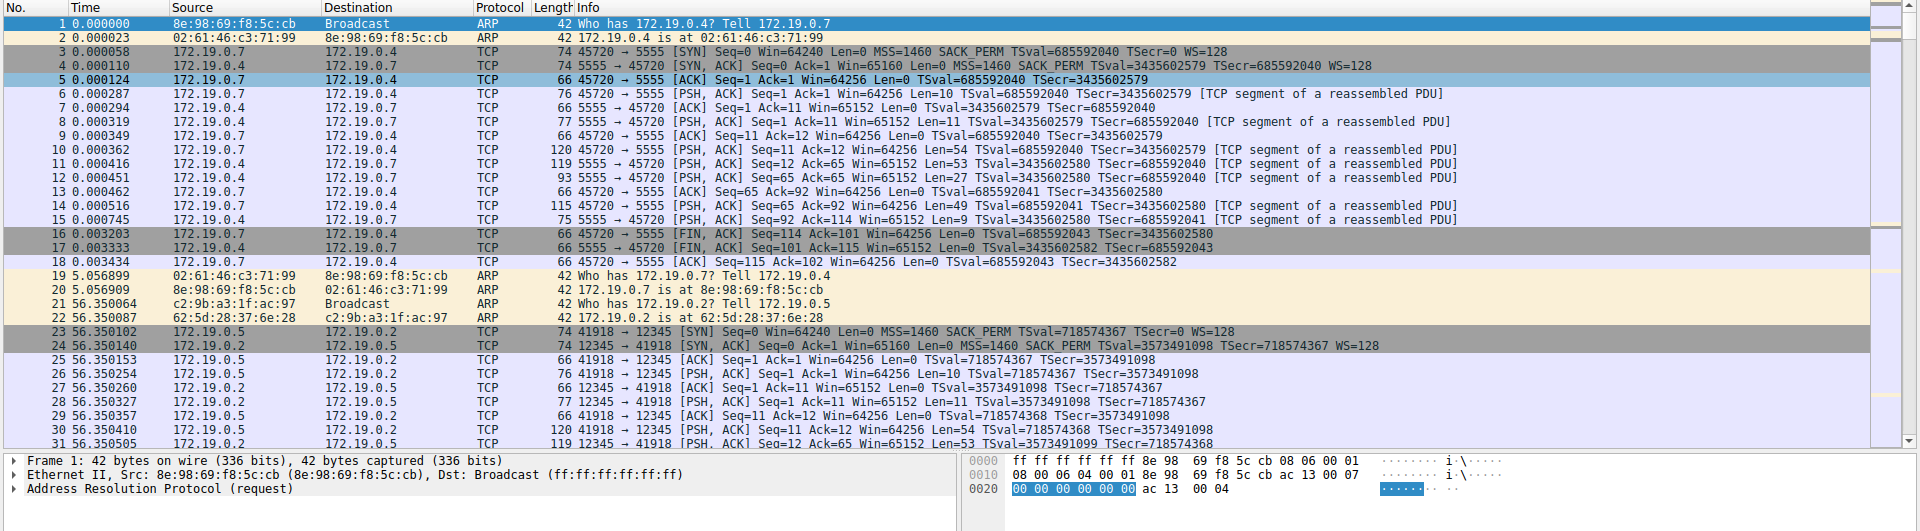 No. Time Source Destination Protocol Length Info
1 0.000000 8e:98:69:f8:5c:cb Broadcast ARP 42 Who has 172.19.0.4? Tell 172.19.0.7
2 0.000023 02:61:46:c3:71:99 8e:98:69:f8:5c:cb ARP 42 172.19.0.4 is at 02:61:46:c3:71:99
3 0.000058 172.19.0.7 172.19.0.4 TCP 74 45720 → 5555 [SYN] Seq=0 Win=64240 Len=0 MSS=1460 SACK_PERM TSval=685592040 TSecr=0 WS=128
4 0.000110 172.19.0.4 172.19.0.7 TCP 74 5555 → 45720 [SYN, ACK] Seq=0 Ack=1 Win=65160 Len=0 MSS=1460 SACK_PERM TSval=3435602579 TSecr=685592040 WS=128
5 0.000124 172.19.0.7 172.19.0.4 TCP 66 45720 → 5555 [ACK] Seq=1 Ack=1 Win=64256 Len=0 TSval=685592040 TSecr=3435602579
6 0.000287 172.19.0.7 172.19.0.4 TCP 76 45720 → 5555 [PSH, ACK] Seq=1 Ack=1 Win=64256 Len=10 TSval=685592040 TSecr=3435602579 [TCP segment of a reassembled PDU]
7 0.000294 172.19.0.4 172.19.0.7 TCP 66 5555 → 45720 [ACK] Seq=1 Ack=11 Win=65152 Len=0 TSval=3435602579 TSecr=685592040
8 0.000319 172.19.0.4 172.19.0.7 TCP 77 5555 → 45720 [PSH, ACK] Seq=1 Ack=11 Win=65152 Len=11 TSval=3435602579 TSecr=685592040 [TCP segment of a reassembled PDU]
9 0.000349 172.19.0.7 172.19.0.4 TCP 66 45720 → 5555 [ACK] Seq=11 Ack=12 Win=64256 Len=0 TSval=685592040 TSecr=3435602579
10 0.000362 172.19.0.7 172.19.0.4 TCP 120 45720 → 5555 [PSH, ACK] Seq=11 Ack=12 Win=64256 Len=54 TSval=685592040 TSecr=3435602579 [TCP segment of a reassembled PDU]
11 0.000416 172.19.0.4 172.19.0.7 TCP 119 5555 → 45720 [PSH, ACK] Seq=12 Ack=65 Win=65152 Len=53 TSval=3435602580 TSecr=685592040 [TCP segment of a reassembled PDU]
12 0.000451 172.19.0.4 172.19.0.7 TCP 93 5555 → 45720 [PSH, ACK] Seq=65 Ack=65 Win=65152 Len=27 TSval=3435602580 TSecr=685592040 [TCP segment of a reassembled PDU]
13 0.000462 172.19.0.7 172.19.0.4 TCP 66 45720 → 5555 [ACK] Seq=65 Ack=92 Win=64256 Len=0 TSval=685592041 TSecr=3435602580
14 0.000516 172.19.0.7 172.19.0.4 TCP 115 45720 → 5555 [PSH, ACK] Seq=65 Ack=92 Win=64256 Len=49 TSval=685592041 TSecr=3435602580 [TCP segment of a reassembled PDU]
15 0.000745 172.19.0.4 172.19.0.7 TCP 75 5555 → 45720 [PSH, ACK] Seq=92 Ack=114 Win=65152 Len=9 TSval=3435602580 TSecr=685592041 [TCP segment of a reassembled PDU]
16 0.003203 172.19.0.7 172.19.0.4 TCP 66 45720 → 5555 [FIN, ACK] Seq=114 Ack=101 Win=64256 Len=0 TSval=685592043 TSecr=3435602580
17 0.003333 172.19.0.4 172.19.0.7 TCP 66 5555 → 45720 [FIN, ACK] Seq=101 Ack=115 Win=65152 Len=0 TSval=3435602582 TSecr=685592043
18 0.003434 172.19.0.7 172.19.0.4 TCP 66 45720 → 5555 [ACK] Seq=115 Ack=102 Win=64256 Len=0 TSval=685592043 TSecr=3435602582
19 5.056899 02:61:46:c3:71:99 8e:98:69:f8:5c:cb ARP 42 Who has 172.19.0.7? Tell 172.19.0.4
20 5.056909 8e:98:69:f8:5c:cb 02:61:46:c3:71:99 ARP 42 172.19.0.7 is at 8e:98:69:f8:5c:cb
21 56.350064 c2:9b:a3:1f:ac:97 Broadcast ARP 42 Who has 172.19.0.2? Tell 172.19.0.5
22 56.350087 62:5d:28:37:6e:28 c2:9b:a3:1f:ac:97 ARP 42 172.19.0.2 is at 62:5d:28:37:6e:28
23 56.350102 172.19.0.5 172.19.0.2 TCP 74 41918 → 12345 [SYN] Seq=0 Win=64240 Len=0 MSS=1460 SACK_PERM TSval=718574367 TSecr=0 WS=128
24 56.350140 172.19.0.2 172.19.0.5 TCP 74 12345 → 41918 [SYN, ACK] Seq=0 Ack=1 Win=65160 Len=0 MSS=1460 SACK_PERM TSval=3573491098 TSecr=718574367 WS=128
25 56.350153 172.19.0.5 172.19.0.2 TCP 66 41918 → 12345 [ACK] Seq=1 Ack=1 Win=64256 Len=0 TSval=718574367 TSecr=3573491098
26 56.350254 172.19.0.5 172.19.0.2 TCP 76 41918 → 12345 [PSH, ACK] Seq=1 Ack=1 Win=64256 Len=10 TSval=718574367 TSecr=3573491098
27 56.350260 172.19.0.2 172.19.0.5 TCP 66 12345 → 41918 [ACK] Seq=1 Ack=11 Win=65152 Len=0 TSval=3573491098 TSecr=718574367
28 56.350327 172.19.0.2 172.19.0.5 TCP 77 12345 → 41918 [PSH, ACK] Seq=1 Ack=11 Win=65152 Len=11 TSval=3573491098 TSecr=718574367
29 56.350357 172.19.0.5 172.19.0.2 TCP 66 41918 → 12345 [ACK] Seq=11 Ack=12 Win=64256 Len=0 TSval=718574368 TSecr=3573491098
30 56.350410 172.19.0.5 172.19.0.2 TCP 120 41918 → 12345 [PSH, ACK] Seq=11 Ack=12 Win=64256 Len=54 TSval=718574368 TSecr=3573491098
31 56.350505 172.19.0.2 172.19.0.5 TCP 119 12345 → 41918 [PSH, ACK] Seq=12 Ack=65 Win=65152 Len=53 TSval=3573491099 TSecr=718574368
Frame 1: 42 bytes on wire (336 bits), 42 bytes captured (336 bits)
Ethernet II, Src: 8e:98:69:f8:5c:cb (8e:98:69:f8:5c:cb), Dst: Broadcast (ff:ff:ff:ff:ff:ff)
Address Resolution Protocol (request)
0000 ff ff ff ff ff ff 8e 98 69 f8 5c cb 08 06 00 01 ········ i·\·····
0010 08 00 06 04 00 01 8e 98 69 f8 5c cb ac 13 00 07 ········ i·\·····
0020 00 00 00 00 00 00 ac 13 00 04 ········ ··